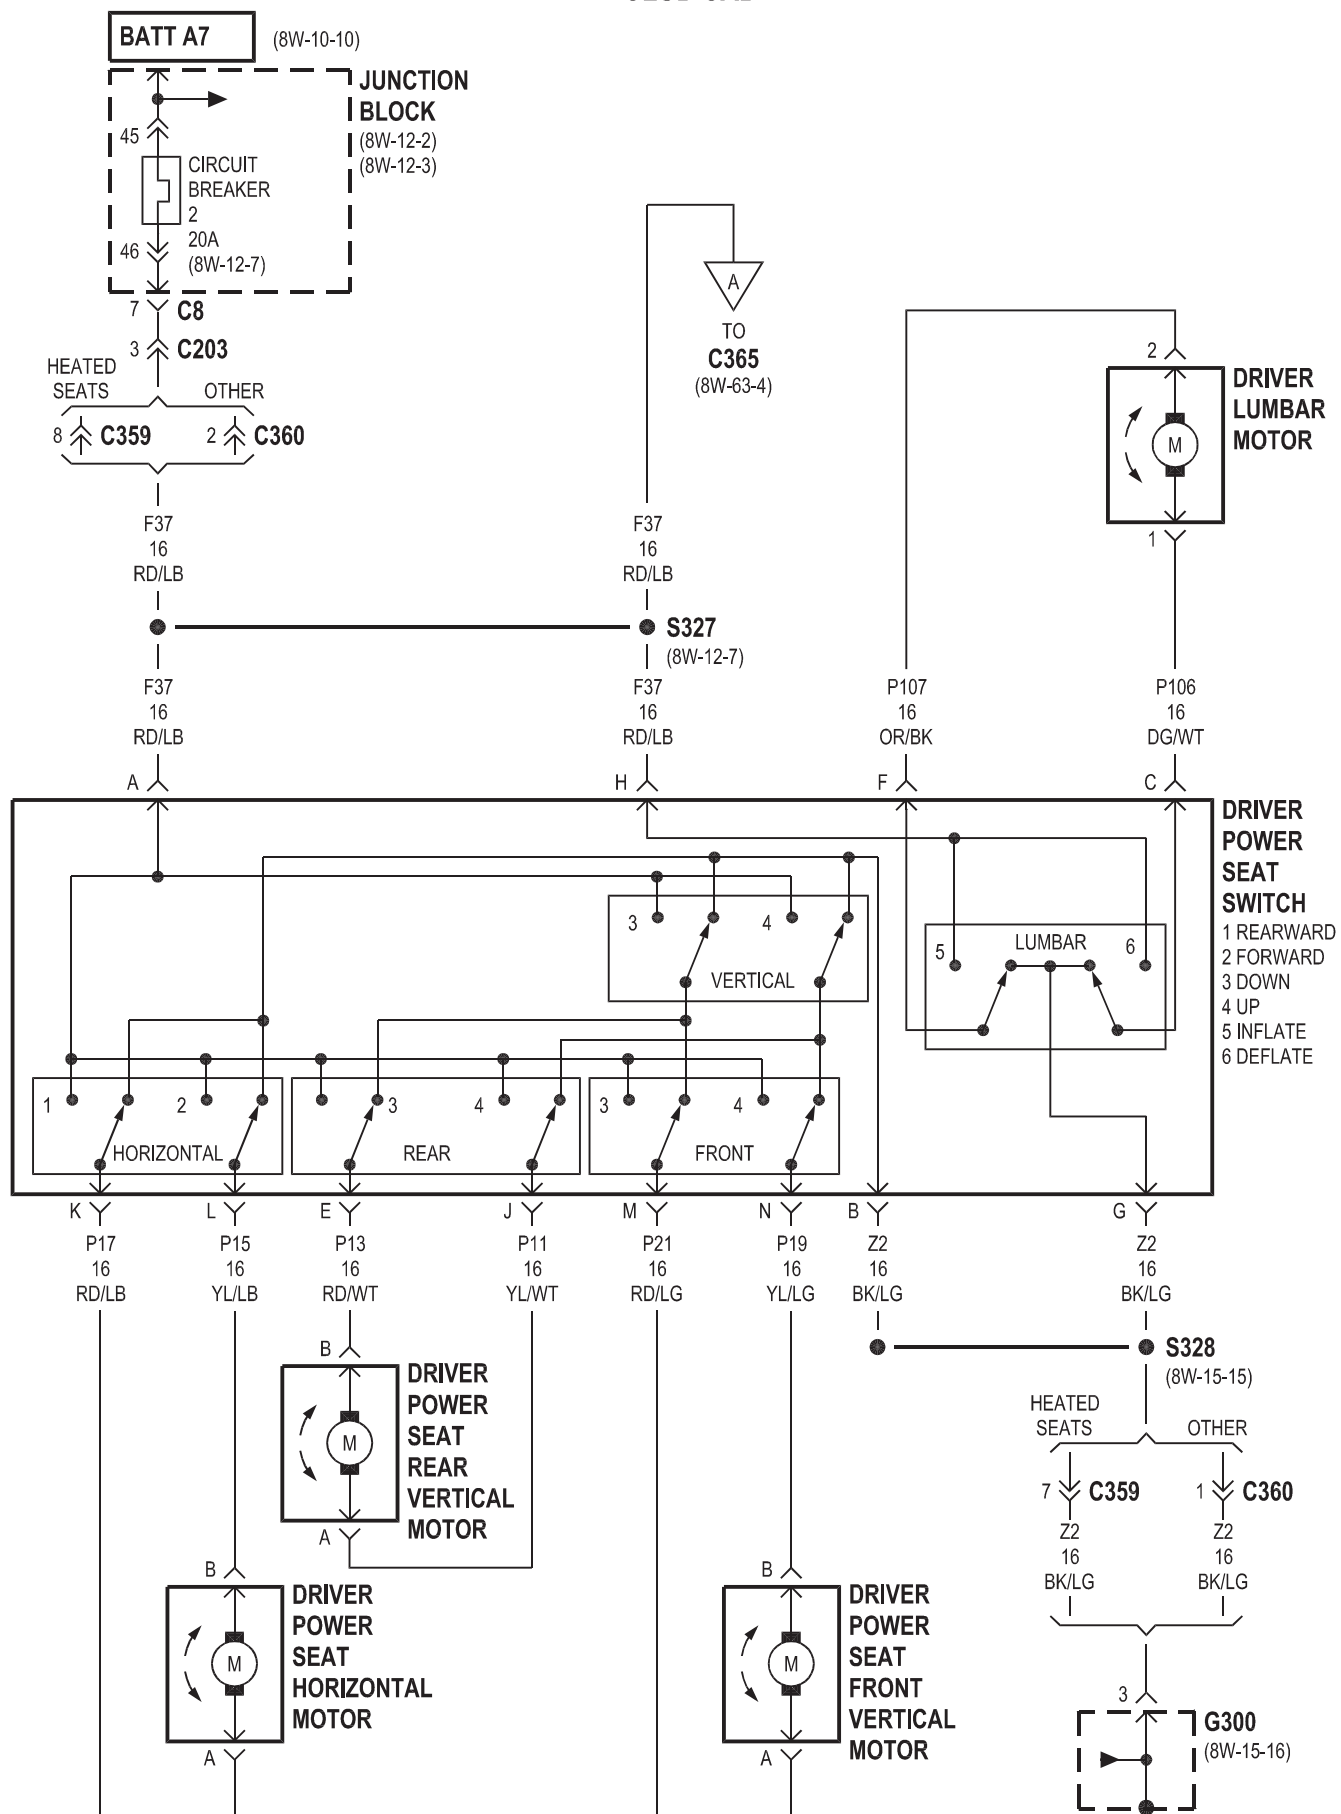 BATT A7
(8W-10-10)
JUNCTION
BLOCK
(8W-12-2)
(8W-12-3)
45
CIRCUIT
BREAKER
2
20A
(8W-12-7)
46
7
C8
3
C203
HEATED
SEATS
OTHER
8
C359
2
C360
A
TO
C365
(8W-63-4)
2
DRIVER
LUMBAR
MOTOR
M
1
F37
16
RD/LB
F37
16
RD/LB
S327
(8W-12-7)
F37
16
RD/LB
F37
16
RD/LB
P107
16
OR/BK
P106
16
DG/WT
A
H
F
C
DRIVER
POWER
SEAT
SWITCH
1 REARWARD
2 FORWARD
3 DOWN
4 UP
5 INFLATE
6 DEFLATE
3
4
VERTICAL
5
LUMBAR
6
1
2
HORIZONTAL
3
4
REAR
3
4
FRONT
K
L
E
J
M
N
B
G
P17
16
RD/LB
P15
16
YL/LB
P13
16
RD/WT
P11
16
YL/WT
P21
16
RD/LG
P19
16
YL/LG
Z2
16
BK/LG
Z2
16
BK/LG
S328
(8W-15-15)
B
DRIVER
POWER
SEAT
REAR
VERTICAL
MOTOR
M
A
HEATED
SEATS
OTHER
7
C359
1
C360
Z2
16
BK/LG
Z2
16
BK/LG
B
DRIVER
POWER
SEAT
HORIZONTAL
MOTOR
M
A
B
DRIVER
POWER
SEAT
FRONT
VERTICAL
MOTOR
M
A
3
G300
(8W-15-16)